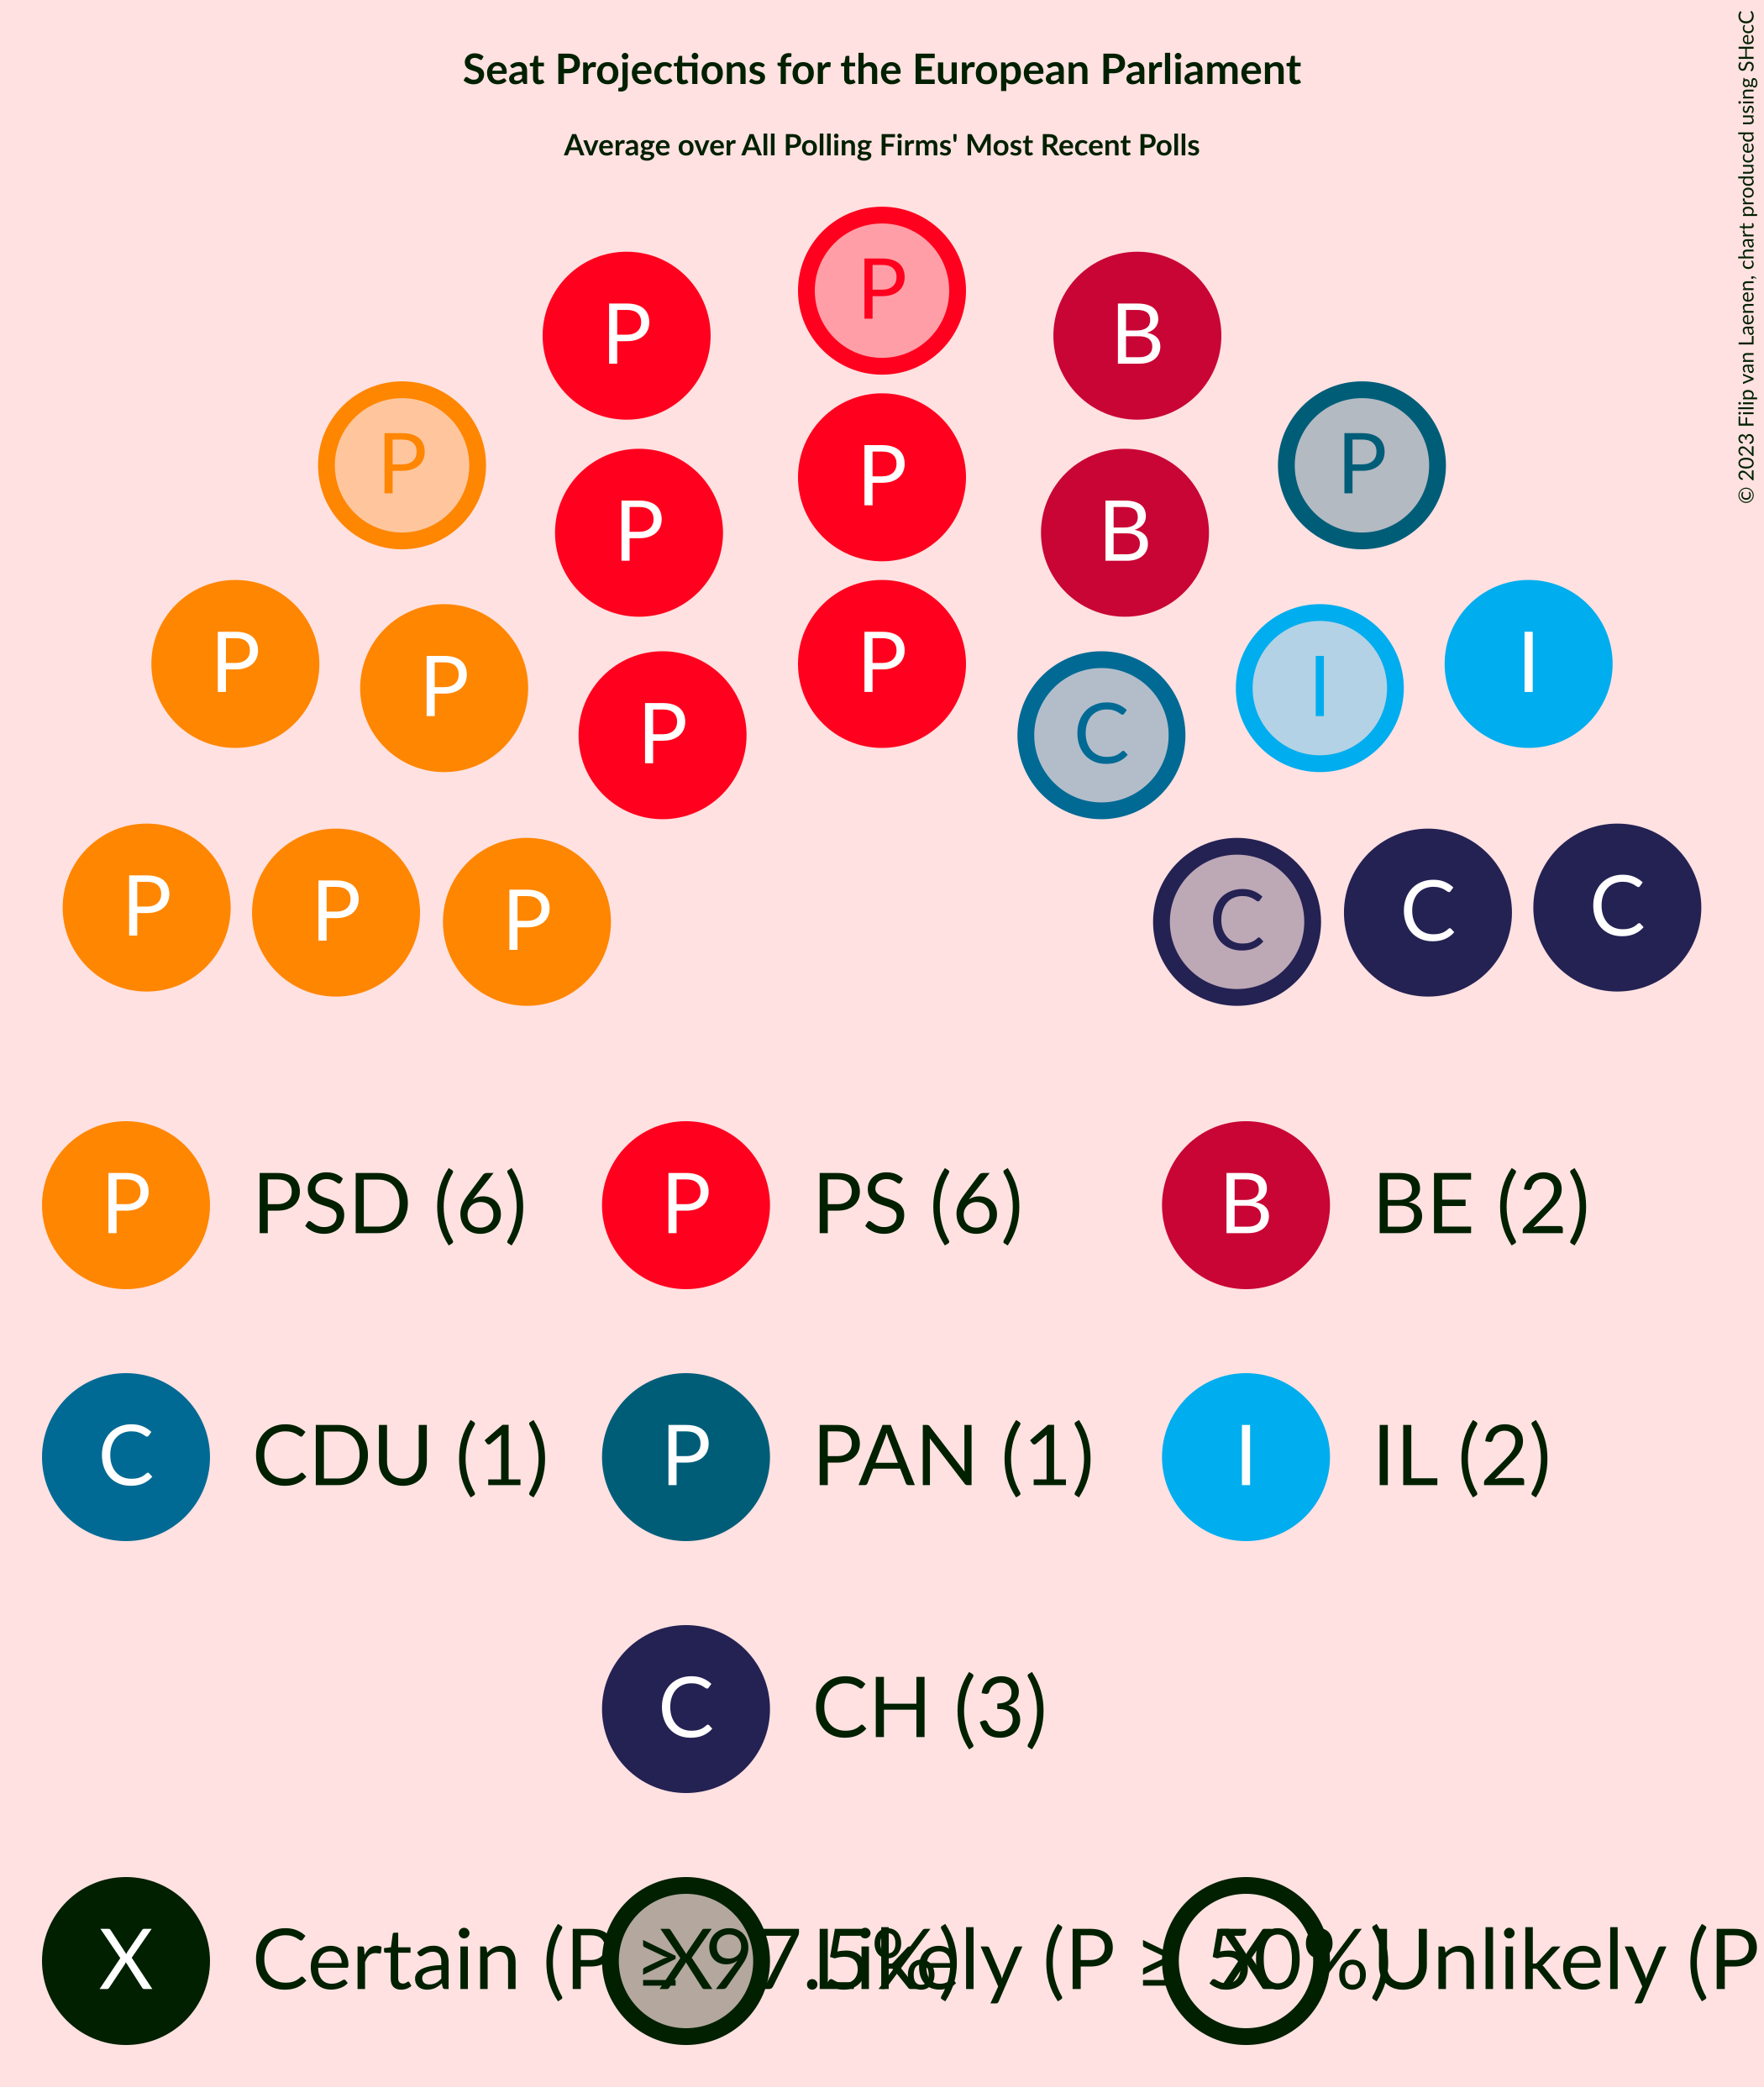 Seat Projections for the European Parliament
Average over All Polling Firms' Most Recent Polls
© 2023 Filip van Laenen, chart produced using SHecC
P
P B
P P
P
P B
P P I
P P I
P C
P P P C C C
P PSD (6) P PS (6) B BE (2)
C CDU (1) P PAN (1) I IL (2)
C CH (3)
X Certain (P ≥ 97.5%) X Likely (P ≥ 50%) X Unlikely (P